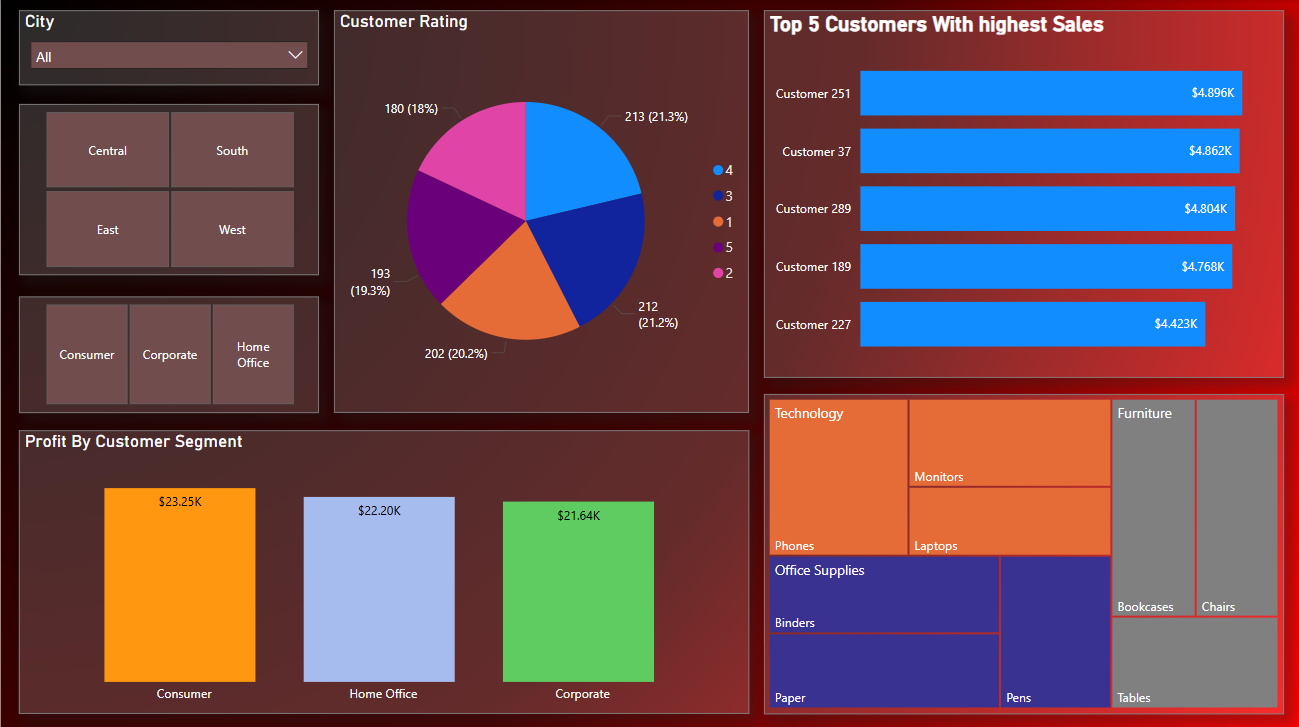 City
All
Central
South
East
West
Consumer
Corporate
Home
Office
Customer Rating
180 (18%)
213 (21.3%)
193
(19.3%)
212
(21.2%)
202 (20.2%)
4
3
1
5
2
Top 5 Customers With highest Sales
Customer 251
$4.896K
Customer 37
$4.862K
Customer 289
$4.804K
Customer 189
$4.768K
Customer 227
$4.423K
Profit By Customer Segment
$23.25K
$22.20K
$21.64K
Consumer
Home Office
Corporate
Technology
Phones
Monitors
Laptops
Office Supplies
Binders
Paper
Pens
Furniture
Bookcases
Chairs
Tables